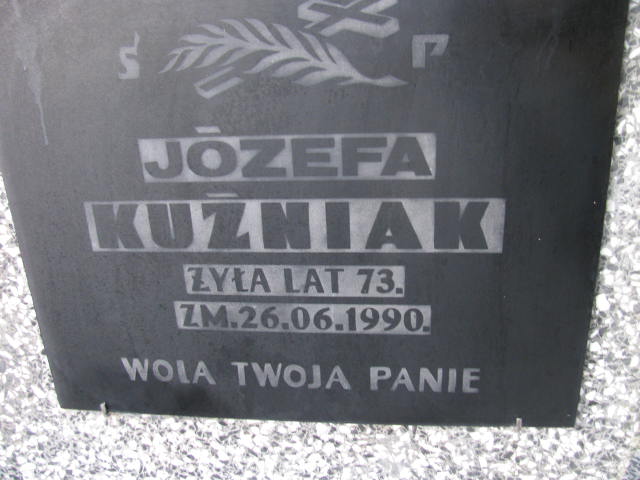 Ś P
JÓZEFA
KUŹNIAK
ŻYŁA LAT 73.
ZM.26.06.1990.
WOLA TWOJA PANIE